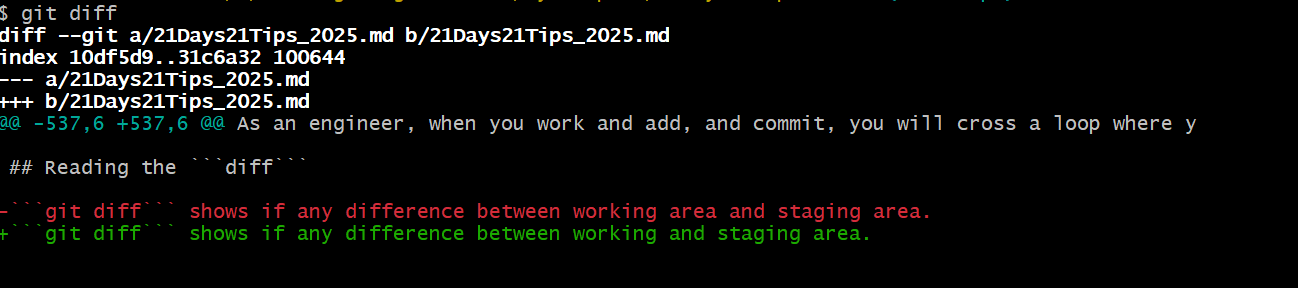 $ git diff
diff --git a/21Days21Tips_2025.md b/21Days21Tips_2025.md
index 10df5d9..31c6a32 100644
--- a/21Days21Tips_2025.md
+++ b/21Days21Tips_2025.md
@@ -537,6 +537,6 @@ As an engineer, when you work and add, and commit, you will cross a loop where y
## Reading the ```diff```
-```git diff``` shows if any difference between working area and staging area.
+```git diff``` shows if any difference between working and staging area.